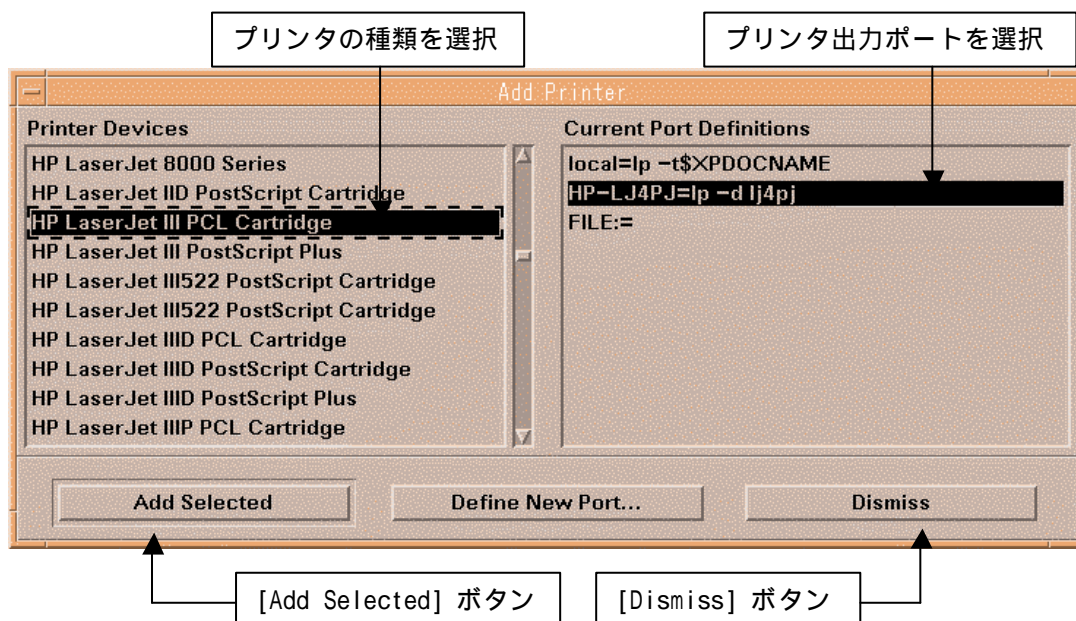 プリンタの種類を選択
プリンタ出力ポートを選択
Add Printer
Printer Devices
HP LaserJet 8000 Series
HP LaserJet IID PostScript Cartridge
HP LaserJet III PCL Cartridge
HP LaserJet III PostScript Plus
HP LaserJet III522 PostScript Cartridge
HP LaserJet III522 PostScript Cartridge
HP LaserJet IIID PCL Cartridge
HP LaserJet IIID PostScript Cartridge
HP LaserJet IIID PostScript Plus
HP LaserJet IIIP PCL Cartridge
Current Port Definitions
local=lp -t$XPDOCNAME
HP-LJ4PJ=lp -d lj4pj
FILE:=
Add Selected
Define New Port...
Dismiss
[Add Selected] ボタン
[Dismiss] ボタン